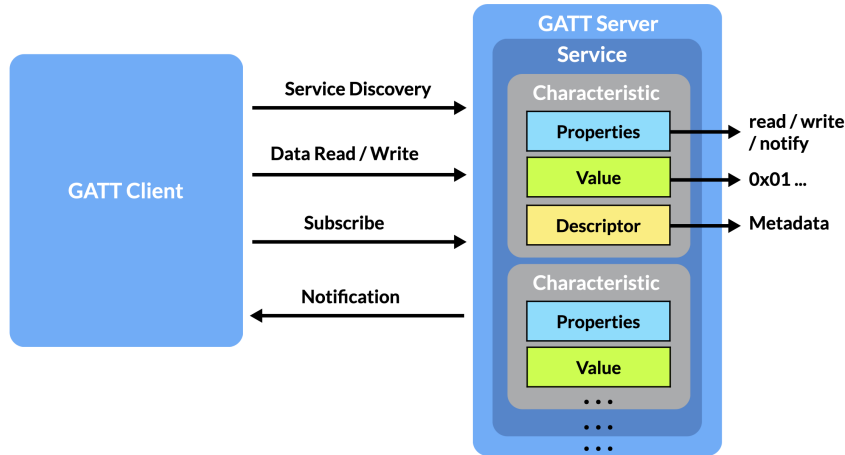 GATT Server
Service
Service Discovery
Characteristic
Properties
read / write
/ notify
Data Read / Write
GATT Client
Value
0x01 ...
Subscribe
Descriptor
Metadata
Notification
Characteristic
Properties
Value
...
...
...